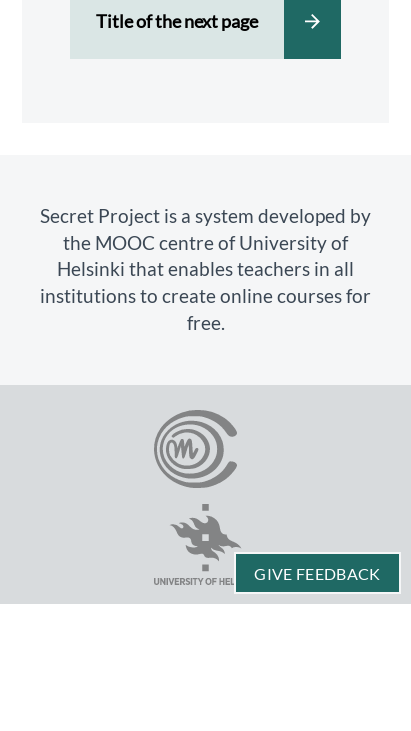 Title of the next page
Secret Project is a system developed by
the MOOC centre of University of
Helsinki that enables teachers in all
institutions to create online courses for
free.
m
UNIVERSITY OF HEL
GIVE FEEDBACK